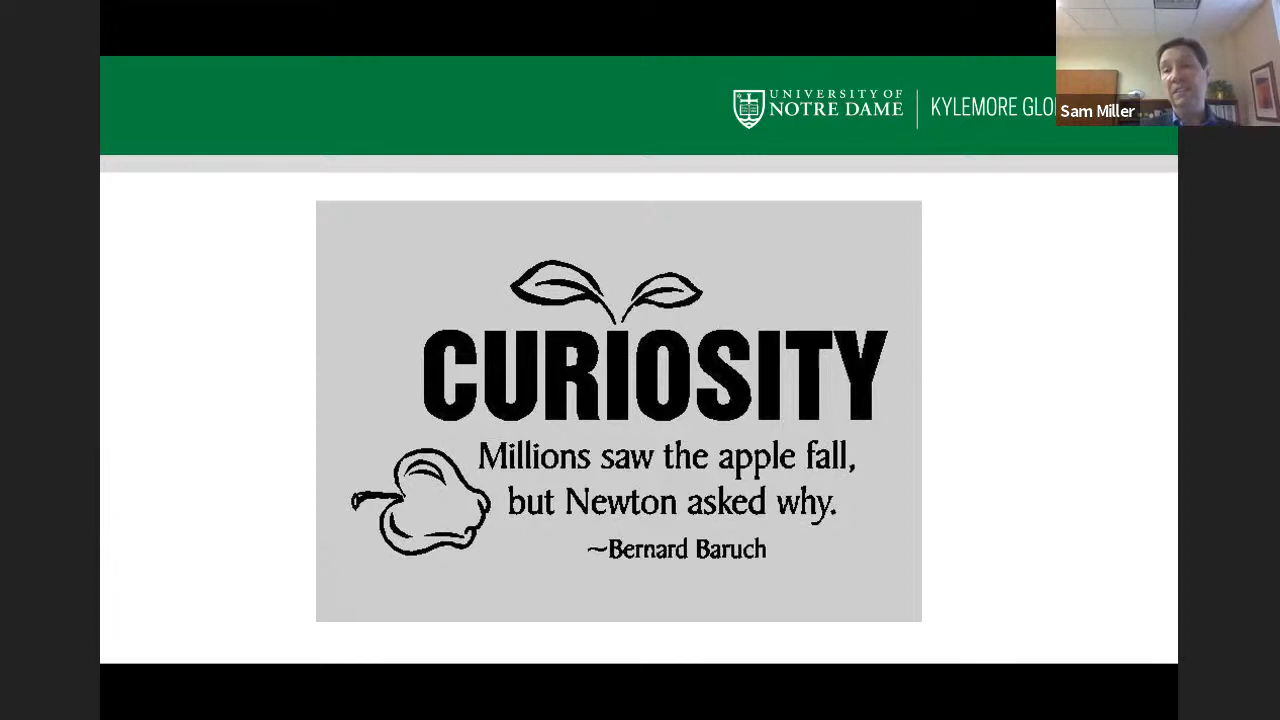 UNIVERSITY OF
NOTRE DAME
KYLEMORE
Sam Miller
CURIOSITY
Millions saw the apple fall,
but Newton asked why.
~Bernard Baruch